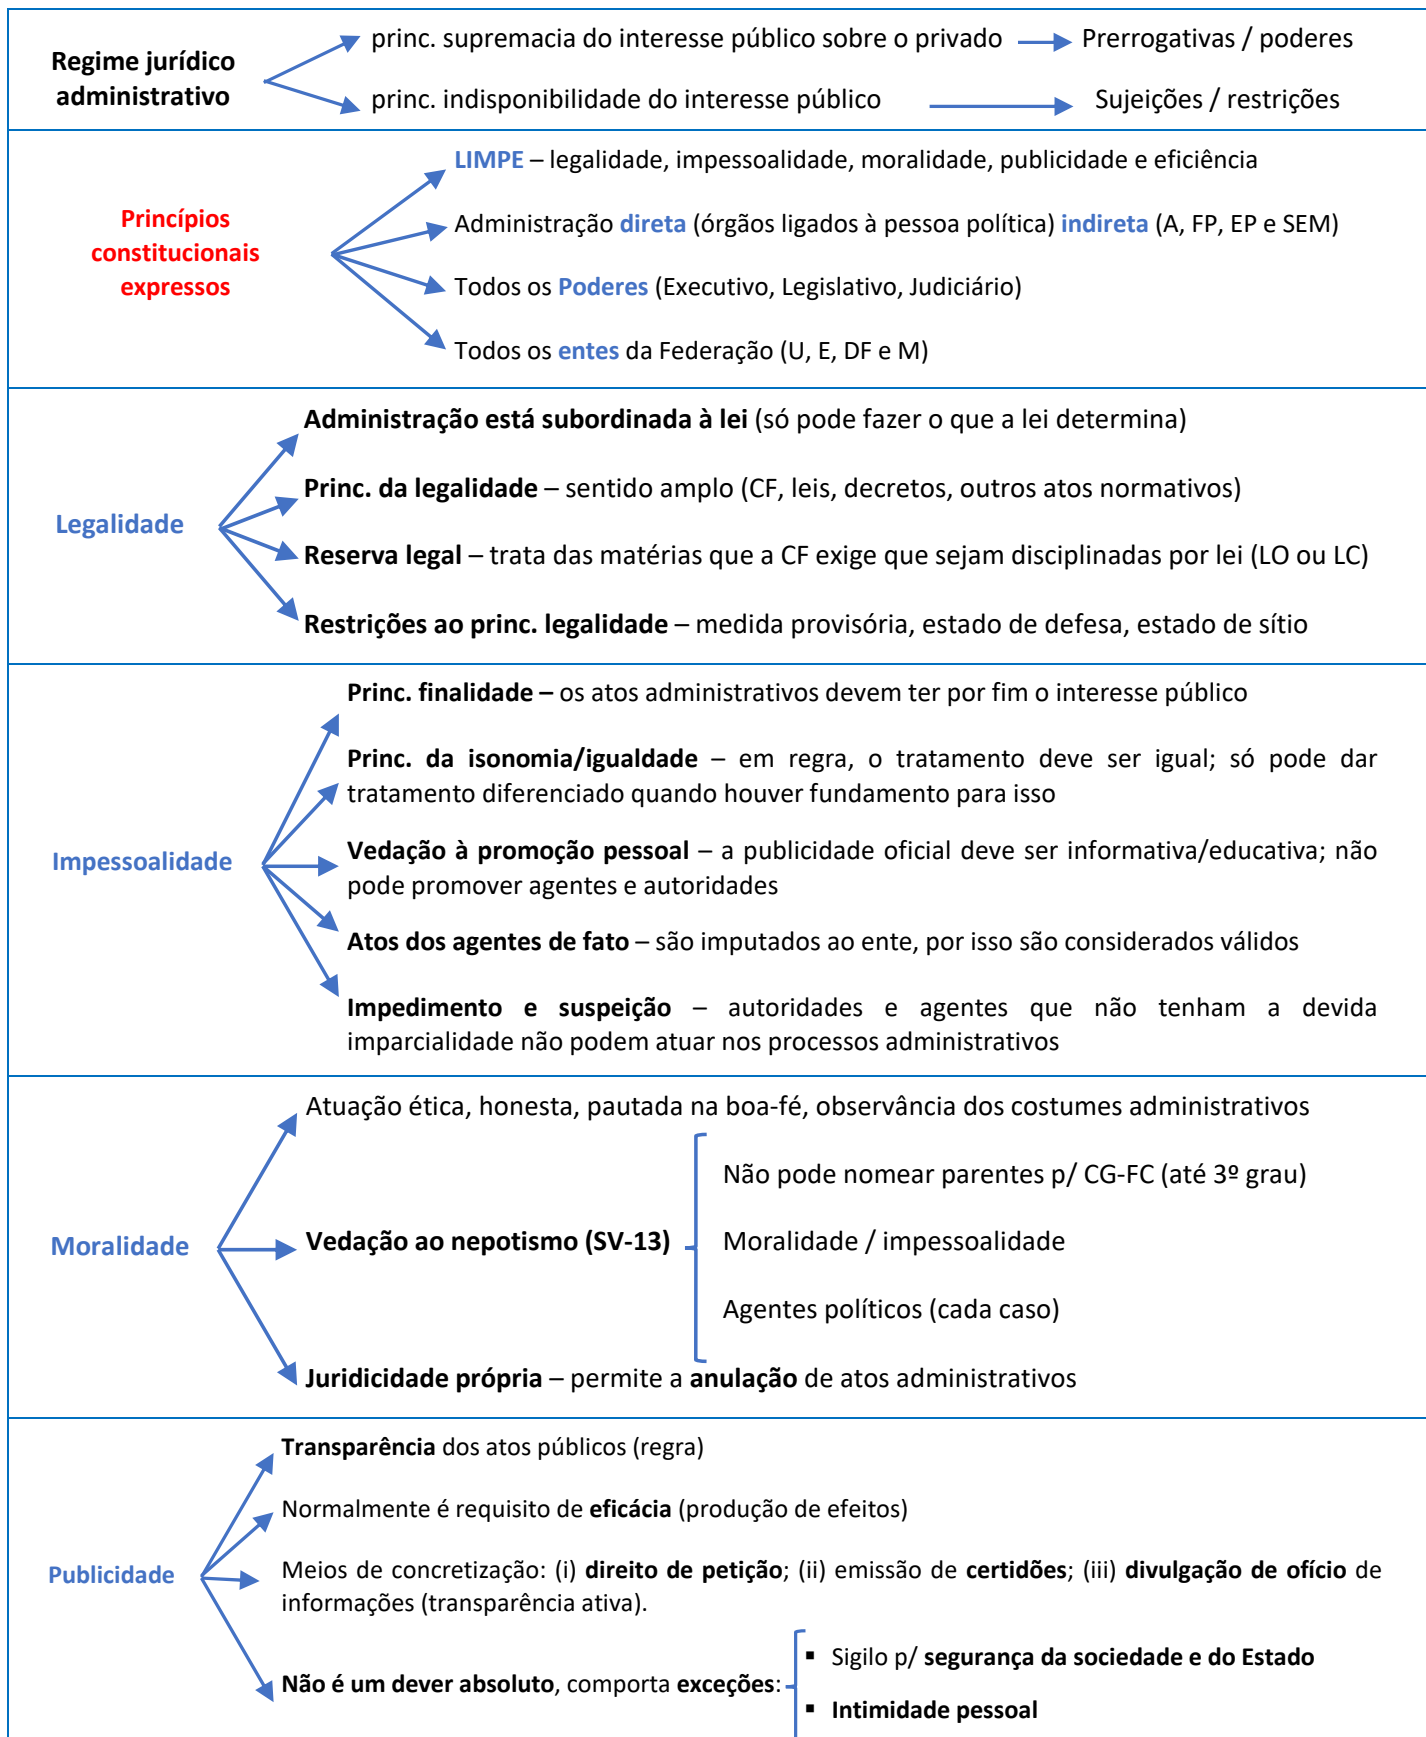 Regime jurídico
administrativo
princ. supremacia do interesse público sobre o privado
Prerrogativas / poderes
princ. indisponibilidade do interesse público
Sujeições / restrições
Princípios
constitucionais
expressos
LIMPE – legalidade, impessoalidade, moralidade, publicidade e eficiência
Administração direta (órgãos ligados à pessoa política) indireta (A, FP, EP e SEM)
Todos os Poderes (Executivo, Legislativo, Judiciário)
Todos os entes da Federação (U, E, DF e M)
Legalidade
Administração está subordinada à lei (só pode fazer o que a lei determina)
Princ. da legalidade – sentido amplo (CF, leis, decretos, outros atos normativos)
Reserva legal – trata das matérias que a CF exige que sejam disciplinadas por lei (LO ou LC)
Restrições ao princ. legalidade – medida provisória, estado de defesa, estado de sítio
Impessoalidade
Princ. finalidade – os atos administrativos devem ter por fim o interesse público
Princ. da isonomia/igualdade – em regra, o tratamento deve ser igual; só pode dar
tratamento diferenciado quando houver fundamento para isso
Vedação à promoção pessoal – a publicidade oficial deve ser informativa/educativa; não
pode promover agentes e autoridades
Atos dos agentes de fato – são imputados ao ente, por isso são considerados válidos
Impedimento e suspeição – autoridades e agentes que não tenham a devida
imparcialidade não podem atuar nos processos administrativos
Moralidade
Atuação ética, honesta, pautada na boa-fé, observância dos costumes administrativos
Vedação ao nepotismo (SV-13)
Não pode nomear parentes p/ CG-FC (até 3º grau)
Moralidade / impessoalidade
Agentes políticos (cada caso)
Juridicidade própria – permite a anulação de atos administrativos
Publicidade
Transparência dos atos públicos (regra)
Normalmente é requisito de eficácia (produção de efeitos)
Meios de concretização: (i) direito de petição; (ii) emissão de certidões; (iii) divulgação de ofício de
informações (transparência ativa).
Não é um dever absoluto, comporta exceções:
▪ Sigilo p/ segurança da sociedade e do Estado
▪ Intimidade pessoal